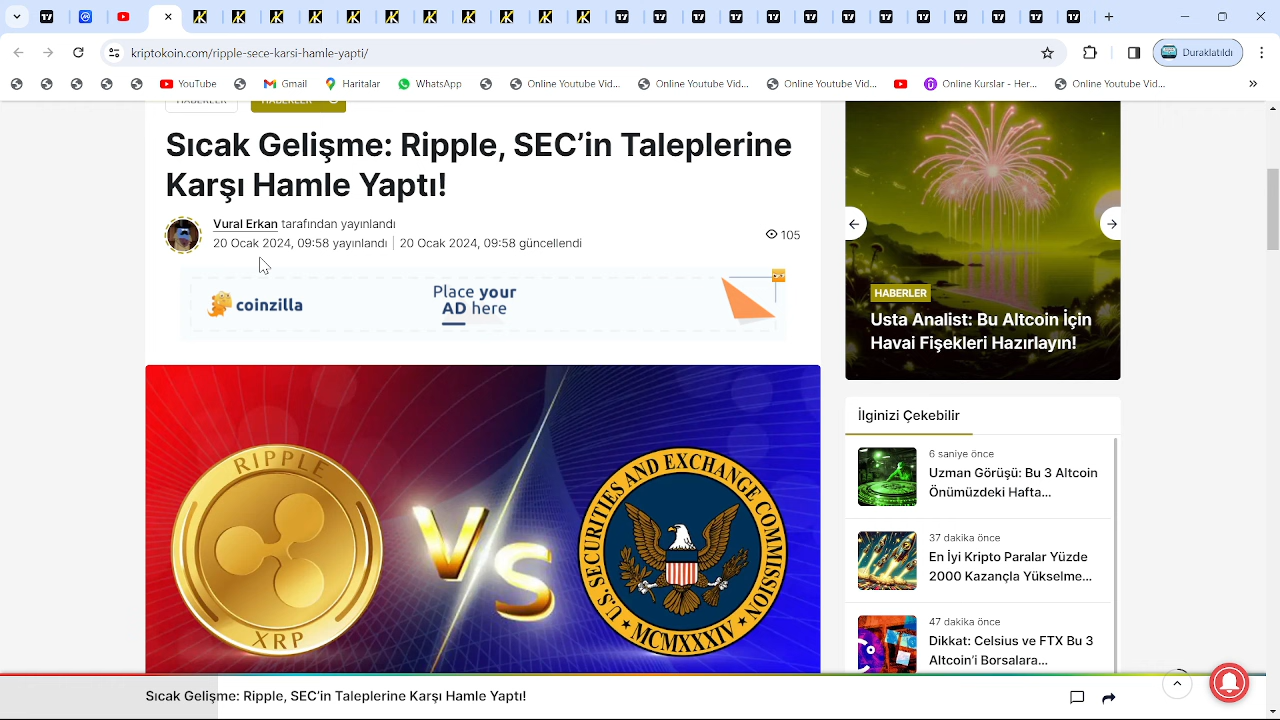 kriptokoin.com/ripple-sec-karsi-hamle-yapti/
Duraklatıldı
YouTube
Gmail
Haritalar
WhatsApp
Online Youtube Vid...
Online Youtube Vid...
Online Youtube Vid...
Online Kurslar - Her...
Online Youtube Vid...
HABERLER
HABERLER
Sıcak Gelişme: Ripple, SEC’in Taleplerine
Karşı Hamle Yaptı!
Vural Erkan tarafından yayınlandı
20 Ocak 2024, 09:58 yayınlandı
20 Ocak 2024, 09:58 güncellendi
105
coinzilla
Place your
AD here
RIPPLE
XRP
VS
U.S. SECURITIES AND EXCHANGE COMMISSION
MCMXXXIV
HABERLER
Usta Analist: Bu Altcoin İçin
Havai Fişekleri Hazırlayın!
İlginizi Çekebilir
6 saniye önce
Uzman Görüşü: Bu 3 Altcoin
Önümüzdeki Hafta...
37 dakika önce
En İyi Kripto Paralar Yüzde
2000 Kazançla Yükselme...
47 dakika önce
Dikkat: Celsius ve FTX Bu 3
Altcoin’i Borsalara...
Sıcak Gelişme: Ripple, SEC’in Taleplerine Karşı Hamle Yaptı!